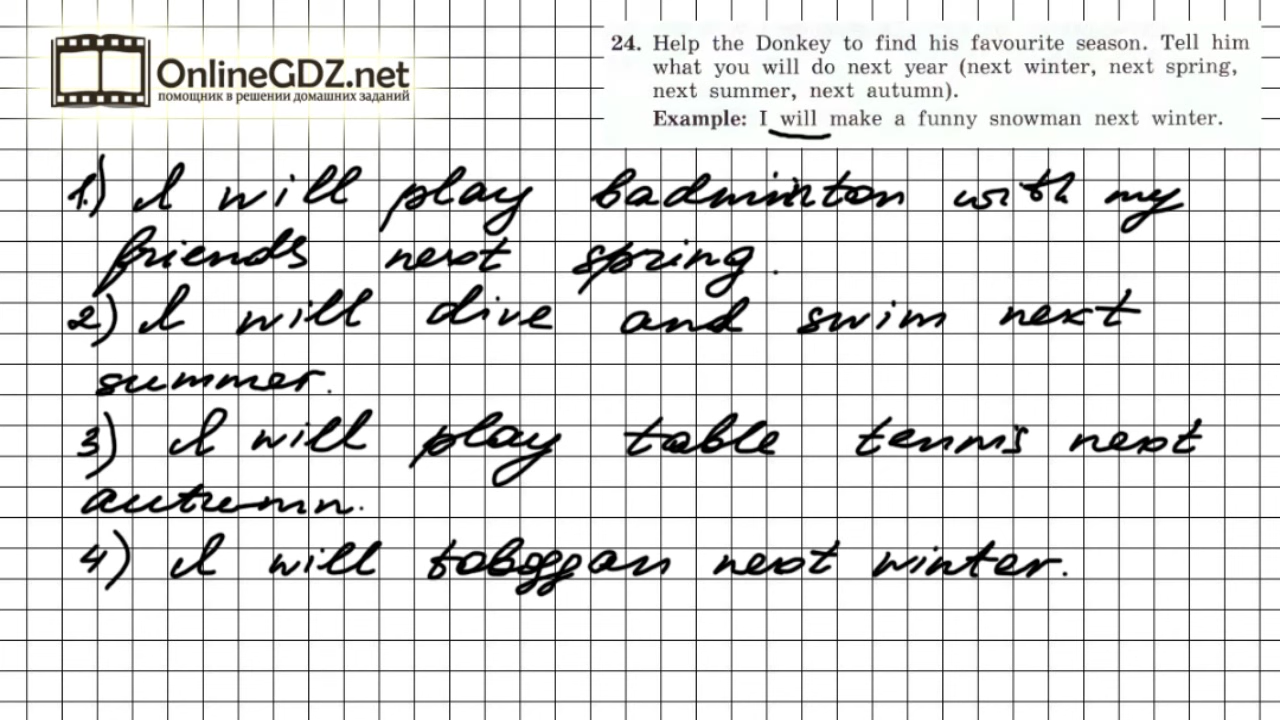 OnlineGDZ.net
помощник в решении домашних заданий
24. Help the Donkey to find his favourite season. Tell him
what you will do next year (next winter, next spring,
next summer, next autumn).
Example: I will make a funny snowman next winter.
1.) I will play badminton with my
friends next spring.
2) I will dive and swim next
summer.
3) I will play table tennis next
autumn.
4) I will toboggan next winter.